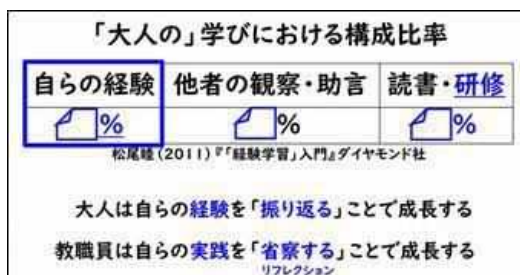 「大人の」学びにおける構成比率
自らの経験 他者の観察・助言 読書・研修
% % %
松尾睦(2011)『「経験学習」入門』ダイヤモンド社
大人は自らの経験を「振り返る」ことで成長する
教職員は自らの実践を「省察する」ことで成長する
リフレクション